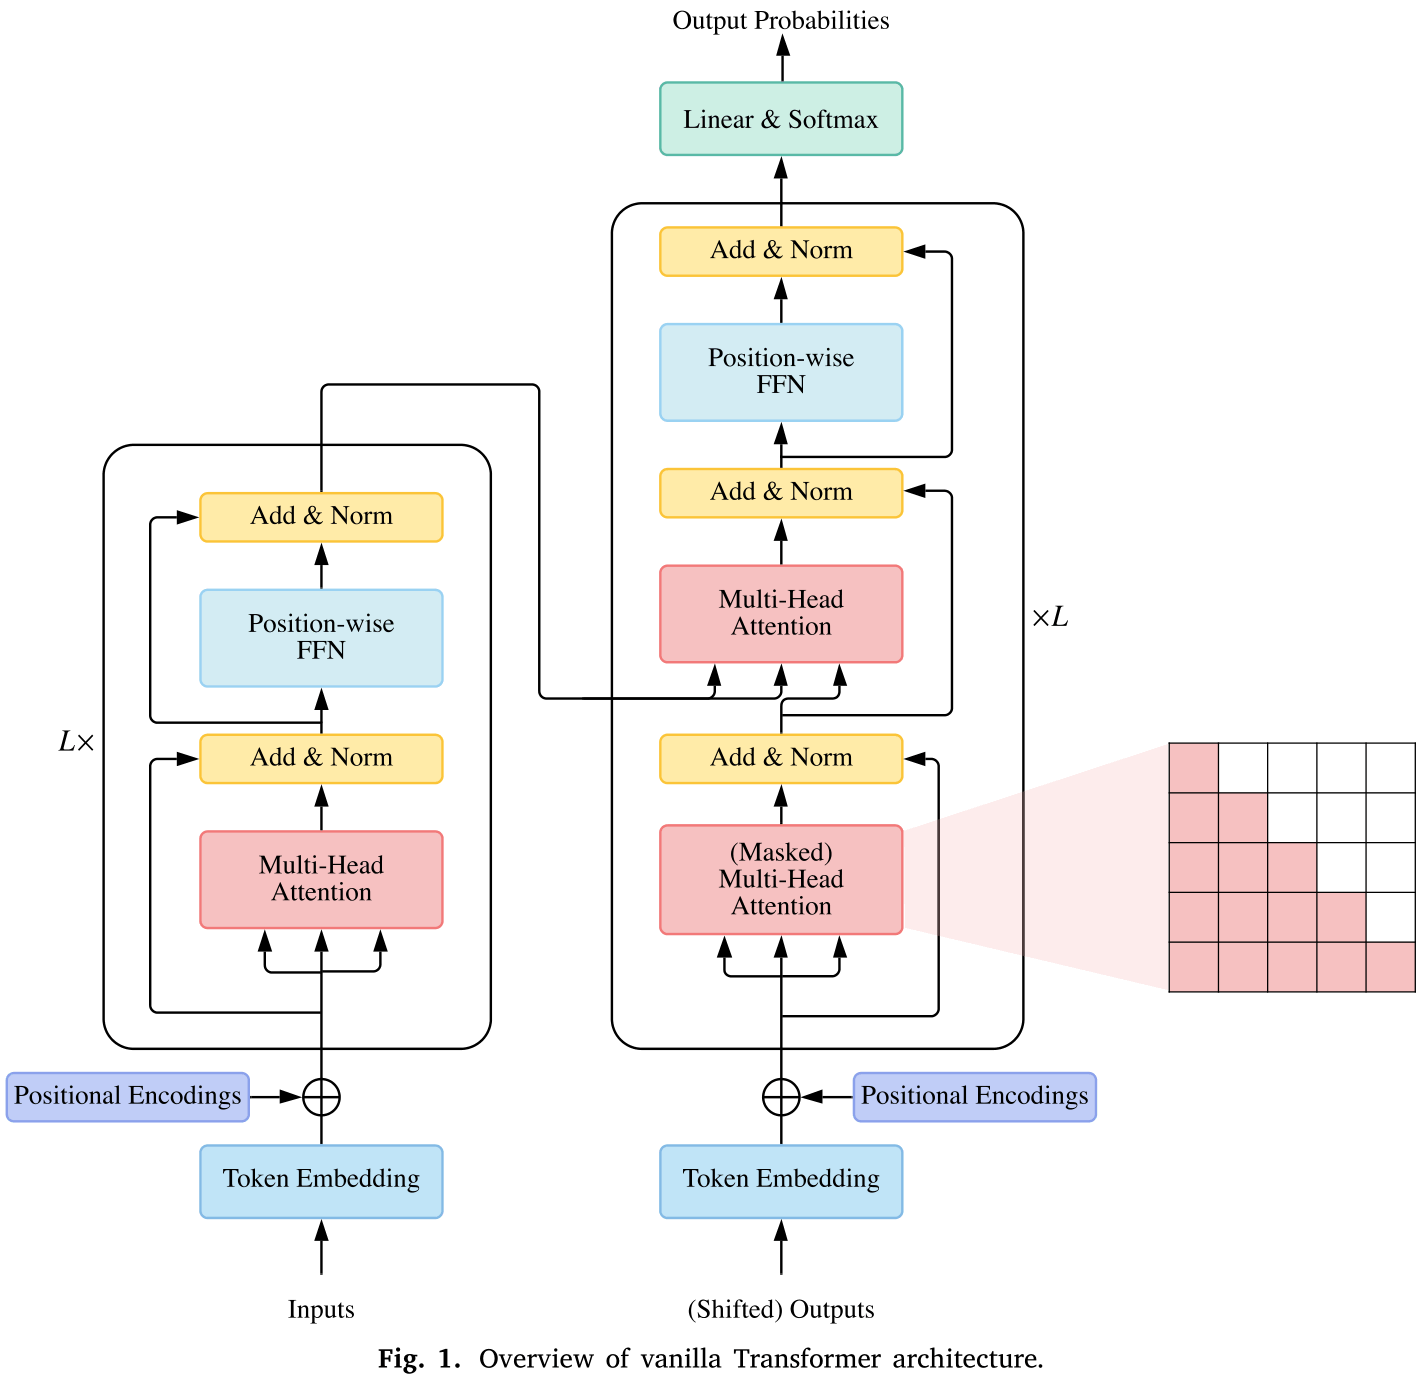 Output Probabilities
Linear & Softmax
Add & Norm
Position-wise
FFN
Add & Norm
Multi-Head
Attention
×L
Add & Norm
(Masked)
Multi-Head
Attention
Positional Encodings
Token Embedding
(Shifted) Outputs
Add & Norm
Position-wise
FFN
L×
Add & Norm
Multi-Head
Attention
Positional Encodings
Token Embedding
Inputs
Fig. 1. Overview of vanilla Transformer architecture.